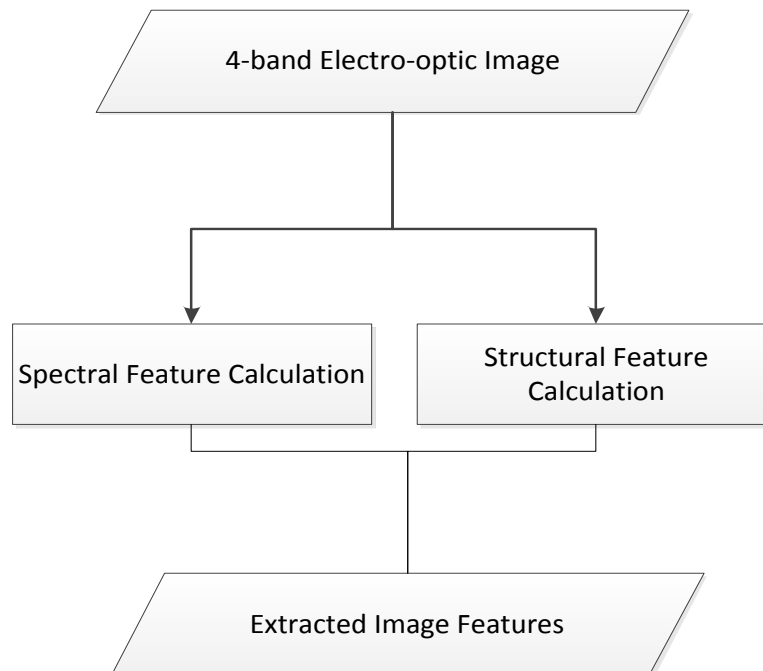 4-band Electro-optic Image
Spectral Feature Calculation
Structural Feature
Calculation
Extracted Image Features